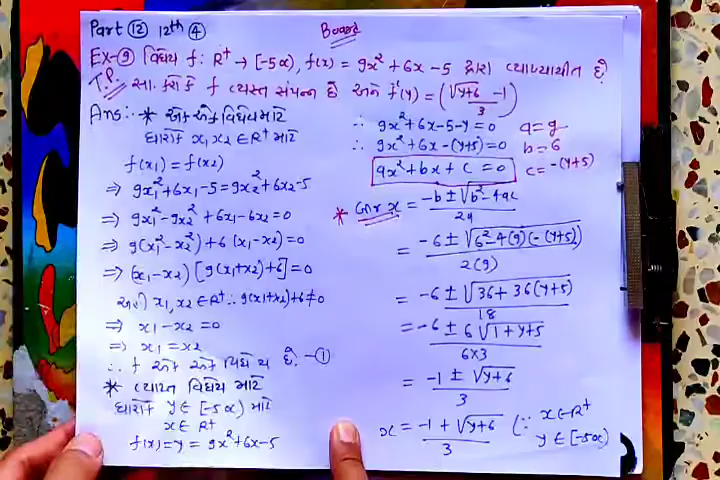 Part ⑫ 12th ④
Board
Ex-⑨ વિધેય f: R⁺ → [-5∞), f(x) = 9x² + 6x - 5 દ્વારા વ્યાખ્યાયીત છે
T.P. સા. કરો કે f વ્યસ્ત સંપન્ન છે અને f⁻¹(y) = (√y+6 - 1 / 3)
Ans:- * એક એક વિધેય માટે
ધારોકે x₁, x₂ ∈ R⁺ માટે
f(x₁) = f(x₂)
⇒ 9x₁² + 6x₁ - 5 = 9x₂² + 6x₂ - 5
⇒ 9x₁² - 9x₂² + 6x₁ - 6x₂ = 0
⇒ 9(x₁² - x₂²) + 6(x₁ - x₂) = 0
⇒ (x₁ - x₂) [9(x₁ + x₂) + 6] = 0
x₁, x₂ ∈ R⁺ ∴ 9(x₁ + x₂) + 6 ≠ 0
⇒ x₁ - x₂ = 0
⇒ x₁ = x₂
∴ f એક એક વિધેય છે. -①
* વ્યાપ્ત વિધેય માટે
ધારોકે y ∈ [-5∞) માટે
x ∈ R⁺
f(x) = y = 9x² + 6x - 5
∴ 9x² + 6x - 5 - y = 0 a = 9
∴ 9x² + 6x - (y+5) = 0 b = 6
ax² + bx + c = 0 c = -(y+5)
* x = -b ± √b² - 4ac / 2a
= -6 ± √6² - 4(9)(-(y+5)) / 2(9)
= -6 ± √36 + 36(y+5) / 18
= -6 ± 6√1 + y + 5 / 6×3
= -1 ± √y+6 / 3
x = -1 + √y+6 / 3 (∵ x ∈ R⁺
y ∈ [-5∞)